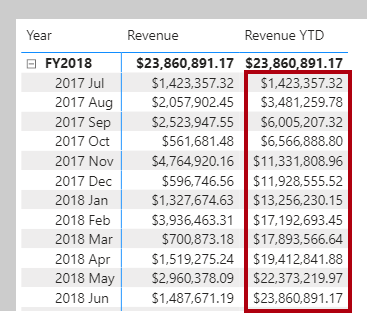 Year Revenue Revenue YTD
FY2018 $23,860,891.17 $23,860,891.17
2017 Jul $1,423,357.32 $1,423,357.32
2017 Aug $2,057,902.45 $3,481,259.78
2017 Sep $2,523,947.55 $6,005,207.32
2017 Oct $561,681.48 $6,566,888.80
2017 Nov $4,764,920.16 $11,331,808.96
2017 Dec $596,746.56 $11,928,555.52
2018 Jan $1,327,674.63 $13,256,230.15
2018 Feb $3,936,463.31 $17,192,693.45
2018 Mar $700,873.18 $17,893,566.64
2018 Apr $1,519,275.24 $19,412,841.88
2018 May $2,960,378.09 $22,373,219.97
2018 Jun $1,487,671.19 $23,860,891.17